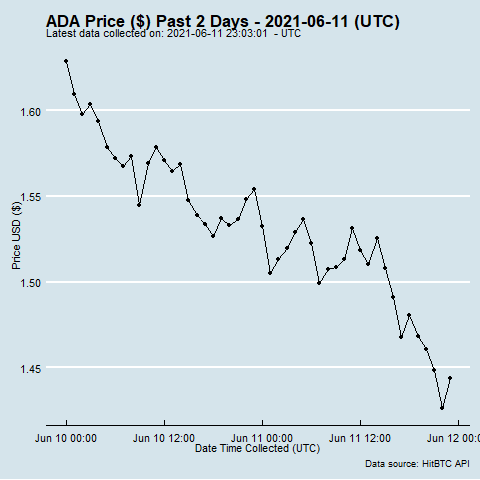 ADA Price ($) Past 2 Days - 2021-06-11 (UTC)
Latest data collected on: 2021-06-11 23:03:01 - UTC
Price USD ($)
1.60
1.55
1.50
1.45
Jun 10 00:00 Jun 10 12:00 Jun 11 00:00 Jun 11 12:00 Jun 12 00:0
Date Time Collected (UTC)
Data source: HitBTC API